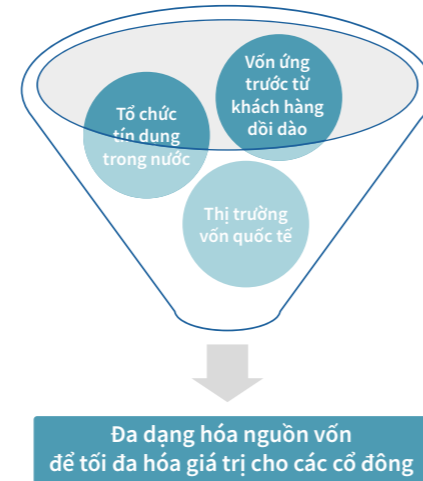 Vốn ứng
trước từ
khách hàng
dồi dào
Tổ chức
tín dụng
trong nước
Thị trường
vốn quốc tế
Đa dạng hóa nguồn vốn
để tối đa hóa giá trị cho các cổ đông